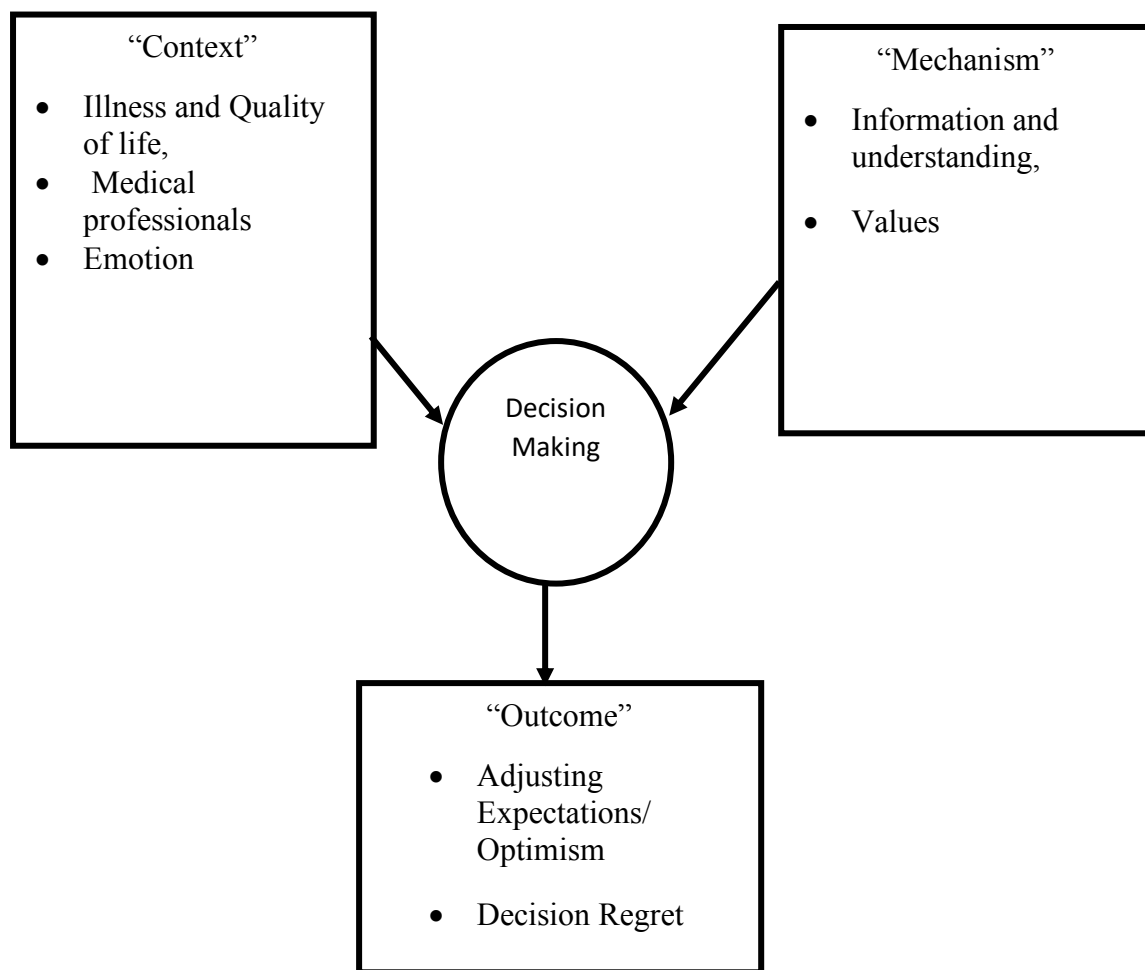 “Context”
• Illness and Quality
of life,
• Medical
professionals
• Emotion
“Mechanism”
• Information and
understanding,
• Values
Decision
Making
“Outcome”
• Adjusting
Expectations/
Optimism
• Decision Regret